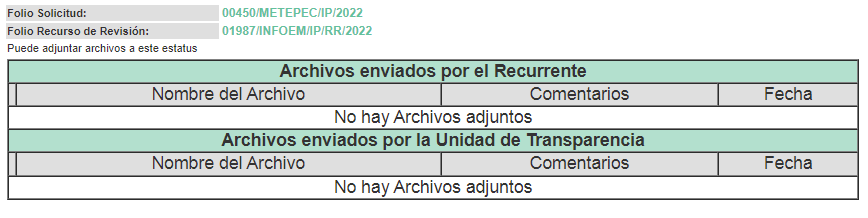 Folio Solicitud: 00450/METEPEC/IP/2022
Folio Recurso de Revisión: 01987/INFOEM/IP/RR/2022
Puede adjuntar archivos a este estatus
Archivos enviados por el Recurrente
Nombre del Archivo Comentarios Fecha
No hay Archivos adjuntos
Archivos enviados por la Unidad de Transparencia
Nombre del Archivo Comentarios Fecha
No hay Archivos adjuntos